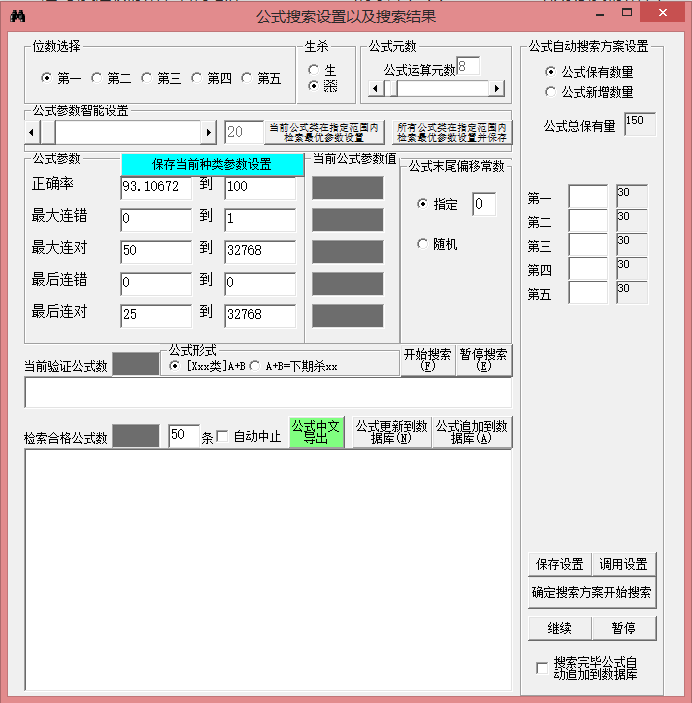 公式搜索设置以及搜索结果
位数选择
第一 第二 第三 第四 第五
生杀
生
杀
公式元数
公式运算元数 8
公式参数智能设置
20
当前公式类在指定范围内
检索最优参数设置
所有公式类在指定范围内
检索最优参数设置并保存
公式参数
保存当前种类参数设置
正确率 93.10672 到 100
最大连错 0 到 1
最大连对 50 到 32768
最后连错 0 到 0
最后连对 25 到 32768
当前公式参数值
公式末尾偏移常数
指定 0
随机
当前验证公式数
公式形式
[Xxx类]A+B A+B=下期杀xx
开始搜索
(F)
暂停搜索
(E)
检索合格公式数 50 条 自动中止
公式中文
导出
公式更新到数
据库(N)
公式追加到数
据库(A)
公式自动搜索方案设置
公式保有数量
公式新增数量
公式总保有量 150
第一 30
第二 30
第三 30
第四 30
第五 30
保存设置 调用设置
确定搜索方案开始搜索
继续 暂停
搜索完毕公式自
动追加到数据库